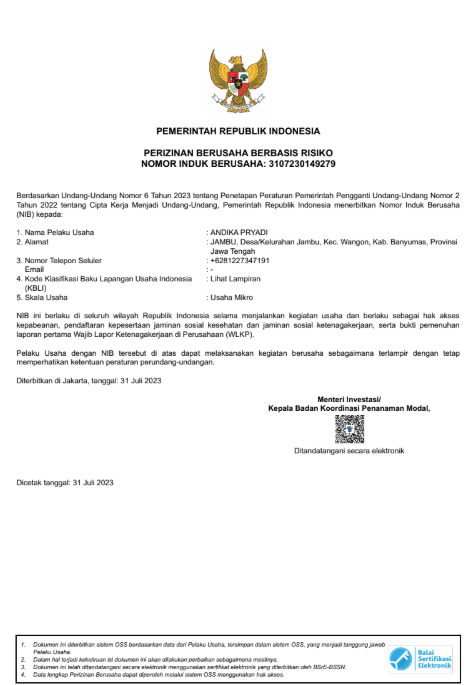 PEMERINTAH REPUBLIK INDONESIA
PERIZINAN BERUSAHA BERBASIS RISIKO
NOMOR INDUK BERUSAHA: 3107230149279
Berdasarkan Undang-Undang Nomor 6 Tahun 2023 tentang Penetapan Peraturan Pemerintah Pengganti Undang-Undang Nomor 2
Tahun 2022 tentang Cipta Kerja Menjadi Undang-Undang, Pemerintah Republik Indonesia menerbitkan Nomor Induk Berusaha
(NIB) kepada:
1. Nama Pelaku Usaha : ANDIKA PRYADI
2. Alamat : JAMBU, Desa/Kelurahan Jambu, Kec. Wangon, Kab. Banyumas, Provinsi
Jawa Tengah
3. Nomor Telepon Seluler : +6281227347191
Email : -
4. Kode Klasifikasi Baku Lapangan Usaha Indonesia : Lihat Lampiran
(KBLI)
5. Skala Usaha : Usaha Mikro
NIB ini berlaku di seluruh wilayah Republik Indonesia selama menjalankan kegiatan usaha dan berlaku sebagai hak akses
kepabeanan, pendaftaran kepesertaan jaminan sosial kesehatan dan jaminan sosial ketenagakerjaan, serta bukti pemenuhan
laporan pertama Wajib Lapor Ketenagakerjaan di Perusahaan (WLKP).
Pelaku Usaha dengan NIB tersebut di atas dapat melaksanakan kegiatan berusaha sebagaimana terlampir dengan tetap
memperhatikan ketentuan peraturan perundang-undangan.
Diterbitkan di Jakarta, tanggal: 31 Juli 2023
Menteri Investasi/
Kepala Badan Koordinasi Penanaman Modal,
Ditandatangani secara elektronik
Dicetak tanggal: 31 Juli 2023
1. Dokumen ini diterbitkan sistem OSS berdasarkan data dari Pelaku Usaha, tersimpan dalam sistem OSS, yang menjadi tanggung jawab
Pelaku Usaha.
2. Dalam hal terjadi kekeliruan isi dokumen ini akan dilakukan perbaikan sebagaimana mestinya.
3. Dokumen ini telah ditandatangani secara elektronik menggunakan sertifikat elektronik yang diterbitkan oleh BSrE-BSSN.
4. Data lengkap Perizinan Berusaha dapat diperoleh melalui sistem OSS menggunakan hak akses.
Balai
Sertifikasi
Elektronik